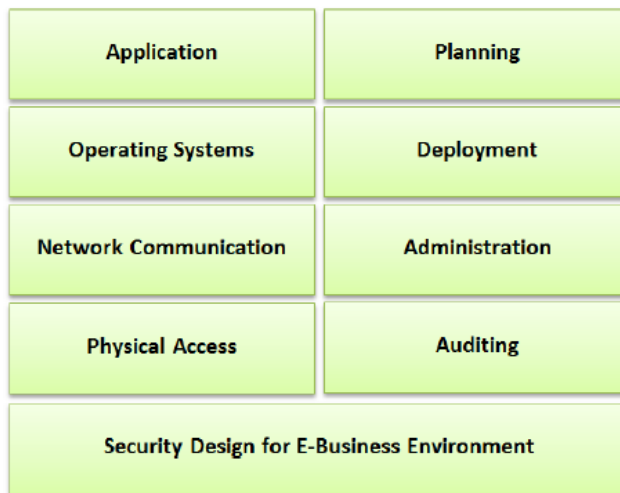 Application
Planning
Operating Systems
Deployment
Network Communication
Administration
Physical Access
Auditing
Security Design for E-Business Environment